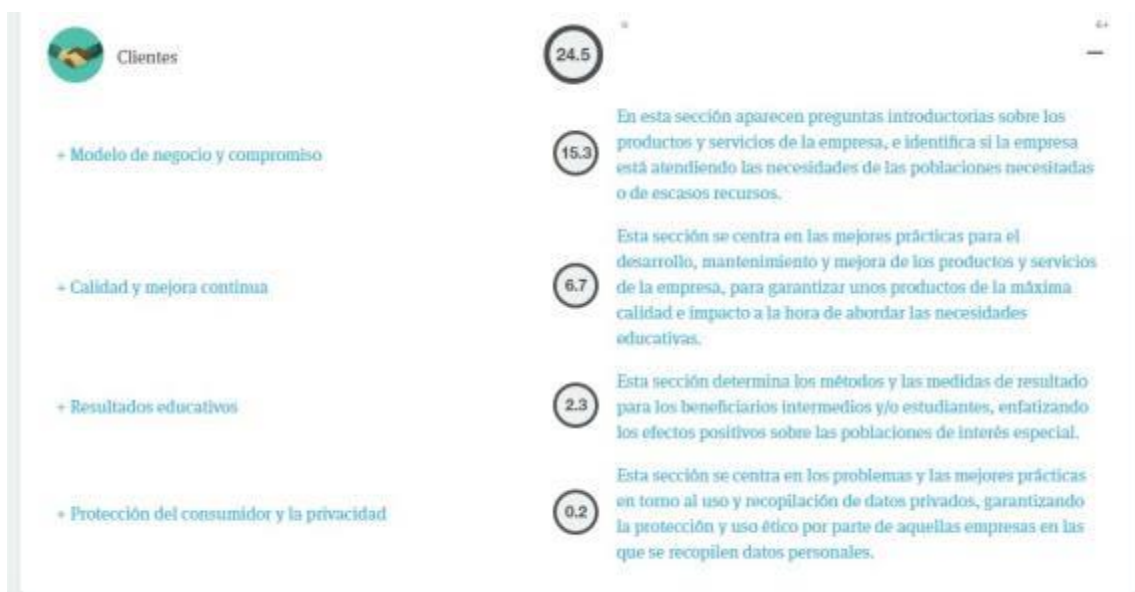 Clientes
24.5
—
+ Modelo de negocio y compromiso
15.3
En esta sección aparecen preguntas introductorias sobre los
productos y servicios de la empresa, e identifica si la empresa
está atendiendo las necesidades de las poblaciones necesitadas
o de escasos recursos.
+ Calidad y mejora continua
6.7
Esta sección se centra en las mejores prácticas para el
desarrollo, mantenimiento y mejora de los productos y servicios
de la empresa, para garantizar unos productos de la máxima
calidad e impacto a la hora de abordar las necesidades
educativas.
+ Resultados educativos
2.3
Esta sección determina los métodos y las medidas de resultado
para los beneficiarios intermedios y/o estudiantes, enfatizando
los efectos positivos sobre las poblaciones de interés especial.
+ Protección del consumidor y la privacidad
0.2
Esta sección se centra en los problemas y las mejores prácticas
en torno al uso y recopilación de datos privados, garantizando
la protección y uso ético por parte de aquellas empresas en las
que se recopilen datos personales.